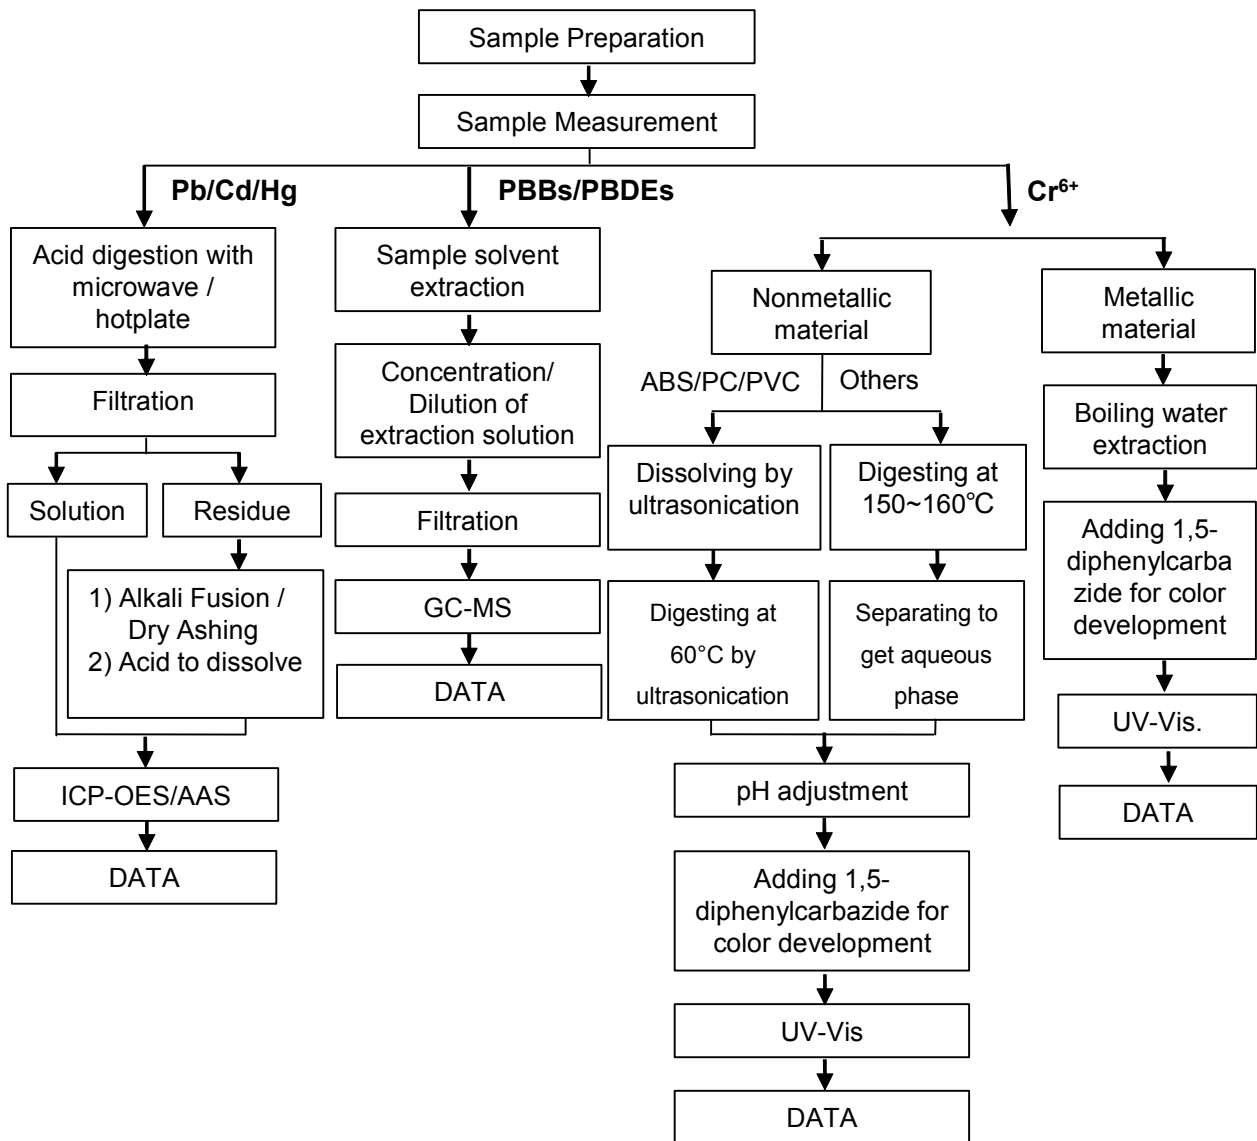 Sample Preparation
Sample Measurement
Pb/Cd/Hg
PBBs/PBDEs
Cr⁶⁺
Acid digestion with
microwave /
hotplate
Filtration
Solution
Residue
1) Alkali Fusion /
Dry Ashing
2) Acid to dissolve
ICP-OES/AAS
DATA
Sample solvent
extraction
Concentration/
Dilution of
extraction solution
Filtration
GC-MS
DATA
Nonmetallic
material
ABS/PC/PVC
Others
Dissolving by
ultrasonication
Digesting at
60°C by
ultrasonication
Digesting at
150~160℃
Separating to
get aqueous
phase
pH adjustment
Adding 1,5-
diphenylcarbazide for
color development
UV-Vis
DATA
Metallic
material
Boiling water
extraction
Adding 1,5-
diphenylcarba
zide for color
development
UV-Vis.
DATA